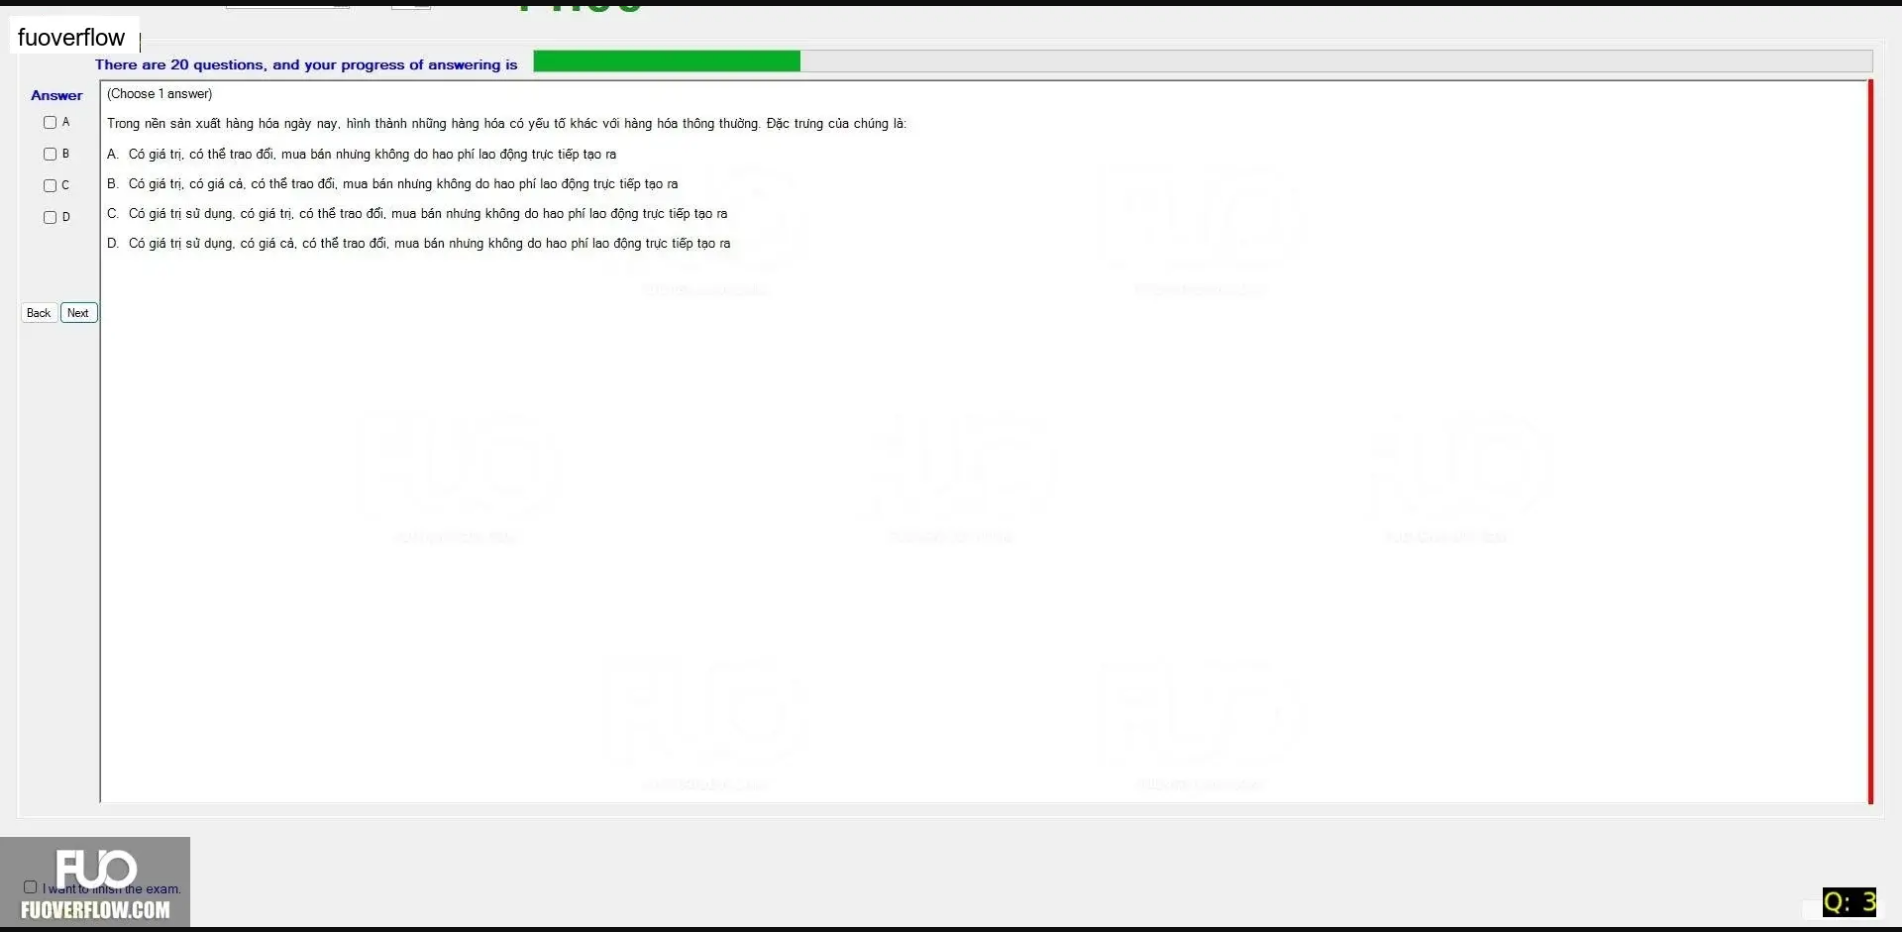 fuoverflow
There are 20 questions, and your progress of answering is
Answer
(Choose 1 answer)
A
Trong nền sản xuất hàng hóa ngày nay, hình thành những hàng hóa có yếu tố khác với hàng hóa thông thường. Đặc trưng của chúng là:
B
A. Có giá trị, có thể trao đổi, mua bán nhưng không do hao phí lao động trực tiếp tạo ra
C
B. Có giá trị, có giá cả, có thể trao đổi, mua bán nhưng không do hao phí lao động trực tiếp tạo ra
D
C. Có giá trị sử dụng, có giá trị, có thể trao đổi, mua bán nhưng không do hao phí lao động trực tiếp tạo ra
D. Có giá trị sử dụng, có giá cả, có thể trao đổi, mua bán nhưng không do hao phí lao động trực tiếp tạo ra
Back Next
FUO
I want to finish the exam.
FUOVERFLOW.COM
Q: 3